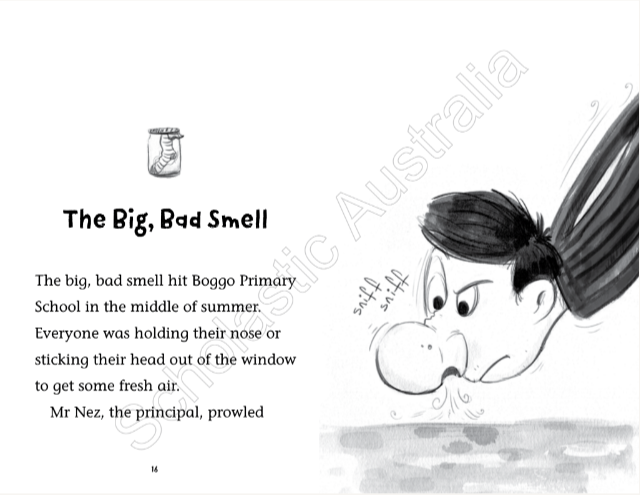 The Big, Bad Smell
The big, bad smell hit Boggo Primary
School in the middle of summer.
Everyone was holding their nose or
sticking their head out of the window
to get some fresh air.
Mr Nez, the principal, prowled
16
sniff
sniff
Scholastic Australia